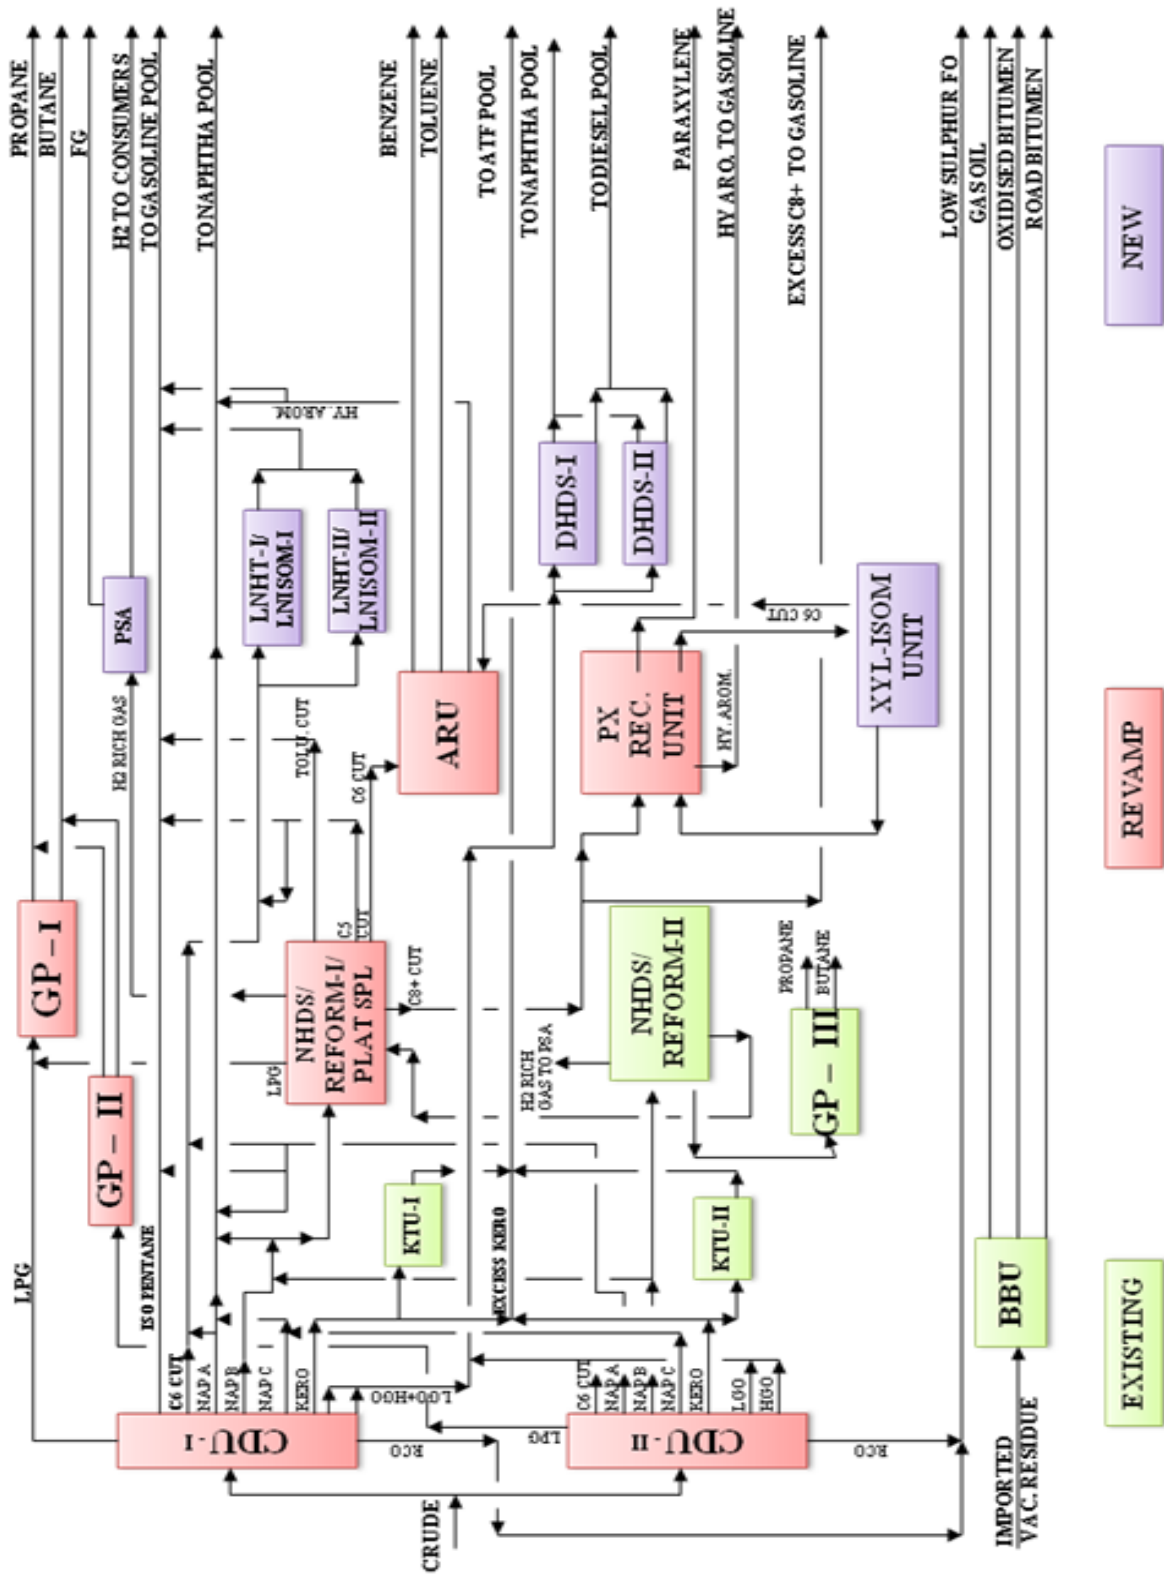 PROPANE
BUTANE
FG
H2 TO CONSUMERS
TO GASOLINE POOL
TO NAPHTHA POOL
BENZENE
TOLUENE
TO ATF POOL
TO NAPHTHA POOL
TO DIESEL POOL
PARAXYLENE
HY ARO. TO GASOLINE
EXCESS C8+ TO GASOLINE
LOW SULPHUR FO
GAS OIL
OXIDISED BITUMEN
ROAD BITUMEN
LPG
GP - I
GP - II
ISO PENTANE
H2 RICH GAS
PSA
LNHT-I/
LNISOM-I
LNHT-II/
LNISOM-II
HY. AROM.
TOLU. CUT
C6 CUT
C5
CUT
LPG
NHDS/
REFORM-I/
PLAT SPL
C8+ CUT
ARU
DHDS-I
DHDS-II
PX
REC.
UNIT
HY. AROM.
C6 CUT
XYL-ISOM
UNIT
H2 RICH
GAS TO PSA
NHDS/
REFORM-II
PROPANE
BUTANE
GP - III
KTU-I
KTU-II
EXCESS KERO
C6 CUT
NAP A
NAP B
NAP C
KERO
LGO+HGO
CDU - I
RCO
LPG
C6 CUT
NAP A
NAP B
NAP C
KERO
LGO
HGO
CDU - II
RCO
CRUDE
IMPORTED
VAC. RESIDUE
BBU
EXISTING
REVAMP
NEW